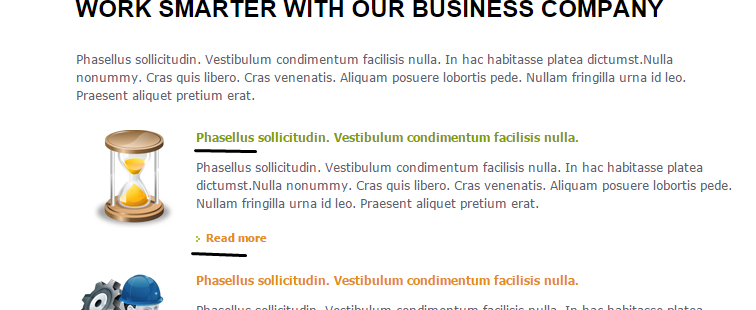 WORK SMARTER WITH OUR BUSINESS COMPANY
Phasellus sollicitudin. Vestibulum condimentum facilisis nulla. In hac habitasse platea dictumst.Nulla
nonummy. Cras quis libero. Cras venenatis. Aliquam posuere lobortis pede. Nullam fringilla urna id leo.
Praesent aliquet pretium erat.
Phasellus sollicitudin. Vestibulum condimentum facilisis nulla.
Phasellus sollicitudin. Vestibulum condimentum facilisis nulla. In hac habitasse platea
dictumst.Nulla nonummy. Cras quis libero. Cras venenatis. Aliquam posuere lobortis pede.
Nullam fringilla urna id leo. Praesent aliquet pretium erat.
Read more
Phasellus sollicitudin. Vestibulum condimentum facilisis nulla.
Phasellus sollicitudin. Vestibulum condimentum facilisis nulla. In hac habitasse platea